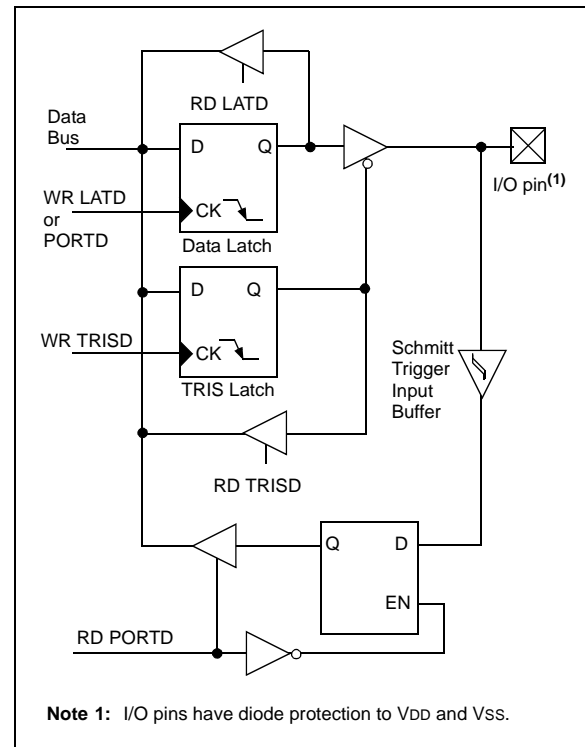 RD LATD
Data
Bus
D Q
WR LATD
or
PORTD
CK
Data Latch
I/O pin(1)
D Q
WR TRISD
CK
TRIS Latch
Schmitt
Trigger
Input
Buffer
RD TRISD
Q D
EN
RD PORTD
Note 1: I/O pins have diode protection to VDD and VSS.